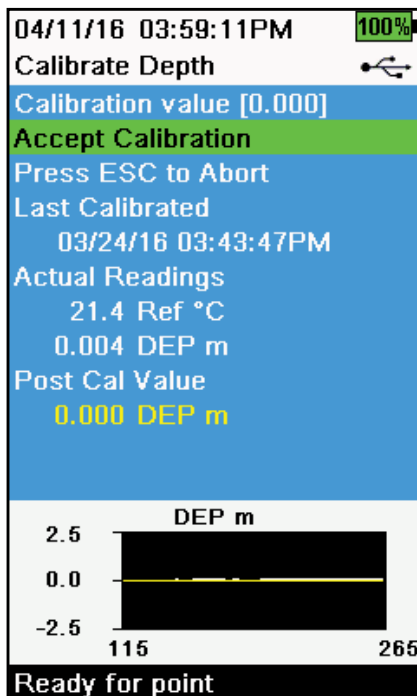 04/11/16 03:59:11PM 100%
Calibrate Depth
Calibration value [0.000]
Accept Calibration
Press ESC to Abort
Last Calibrated
03/24/16 03:43:47PM
Actual Readings
21.4 Ref °C
0.004 DEP m
Post Cal Value
0.000 DEP m
DEP m
2.5
0.0
-2.5
115 265
Ready for point